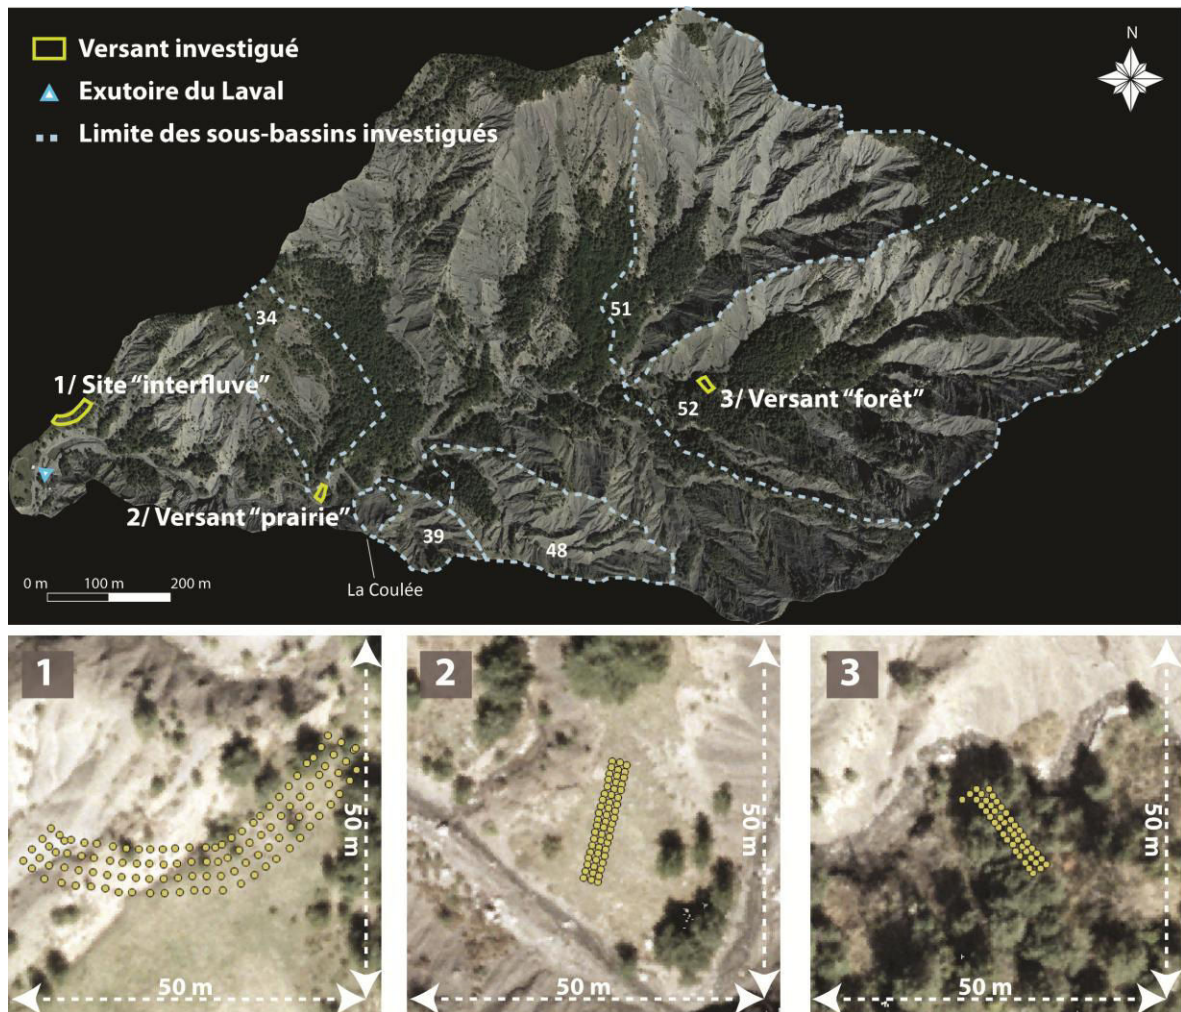 Versant investigué
Exutoire du Laval
Limite des sous-bassins investigués
N
34
51
1/ Site "interfluve"
52
3/ Versant "forêt"
2/ Versant "prairie"
39
48
La Coulée
0 m 100 m 200 m
1
50 m
50 m
2
50 m
50 m
3
50 m
50 m